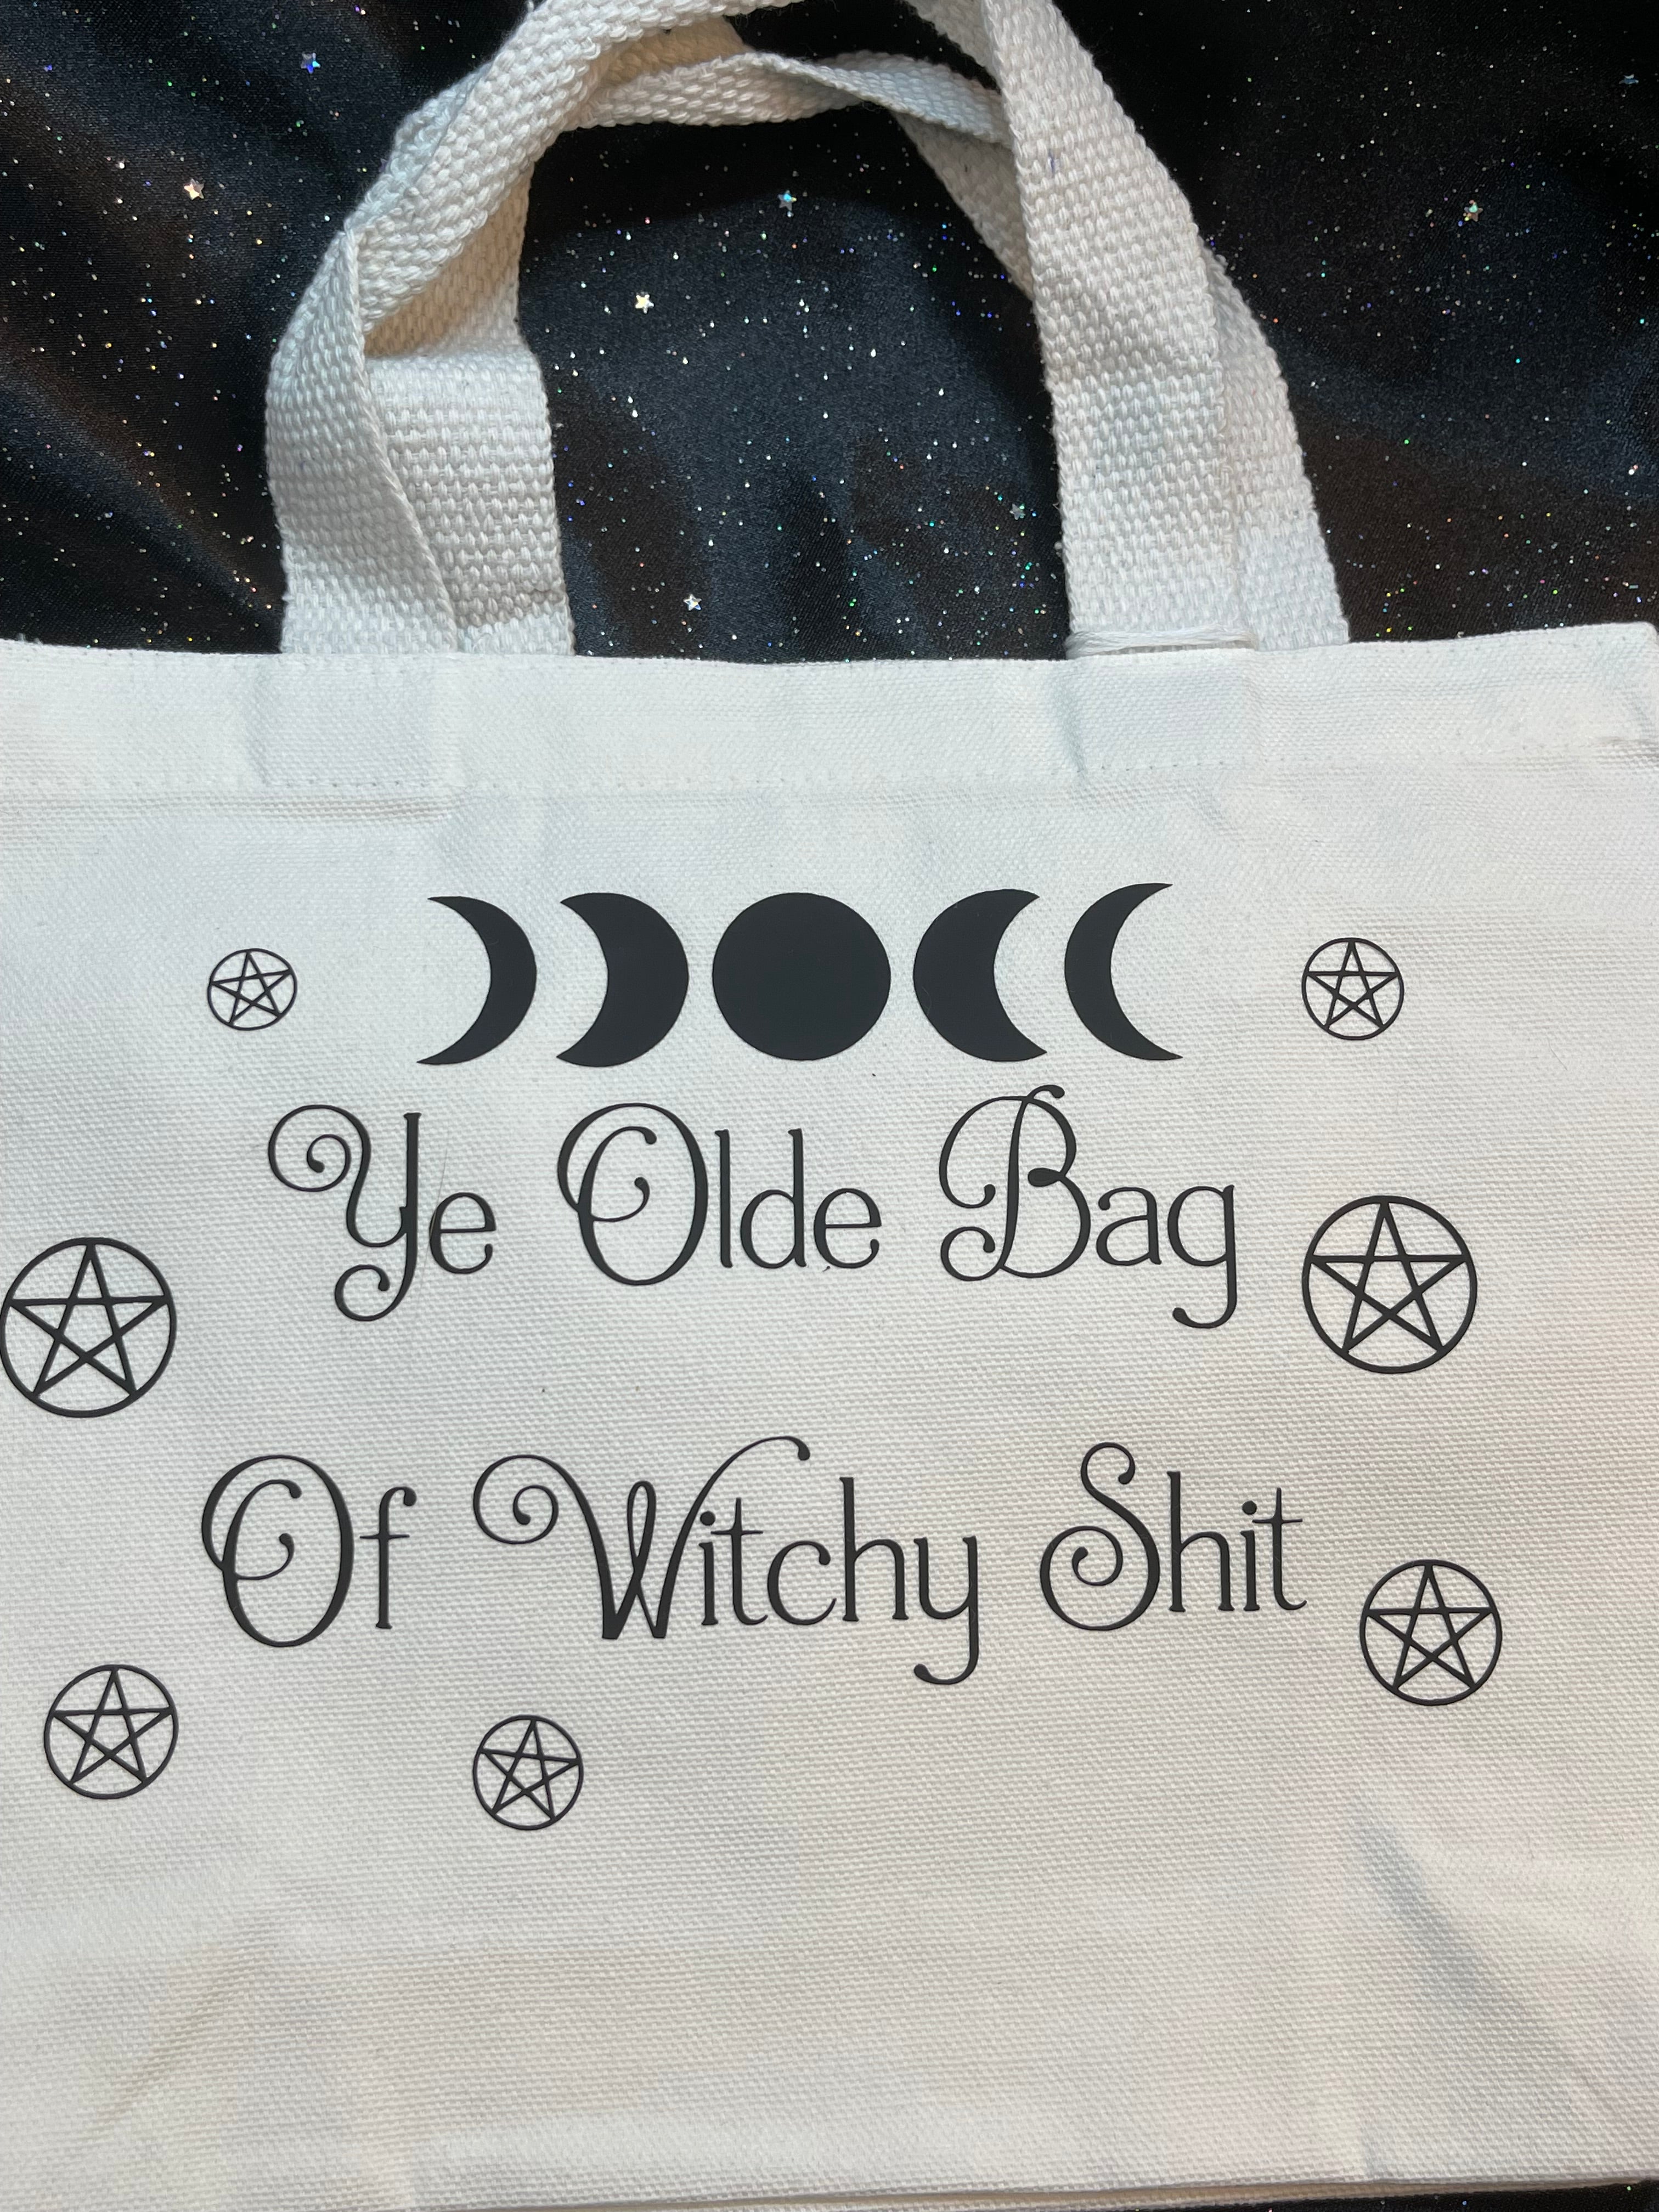 Ye Olde Bag
Of Witchy Shit